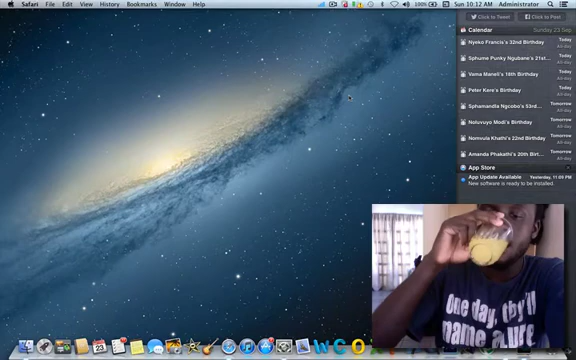 Safari File Edit View History Bookmarks Window Help
100% Sun 10:12 AM Administrator
Click to Tweet Click to Post
Calendar Sunday 23 Sep
Nyeko Francis's 32nd Birthday Today
All-day
Sphume Punky Ngubane's 21st... Today
All-day
Vama Maneli's 18th Birthday Today
All-day
Peter Kere's Birthday Today
All-day
Sphamandla Ngcobo's 53rd... Tomorrow
All-day
Noluvuyo Modi's Birthday Tomorrow
All-day
Nomvula Khathi's 22nd Birthday Tomorrow
All-day
Amanda Phakathi's 20th Birt... Tomorrow
All-day
App Store
App Update Available Yesterday, 11:09 PM
New software is ready to be installed.
One day, they'll
name a
23